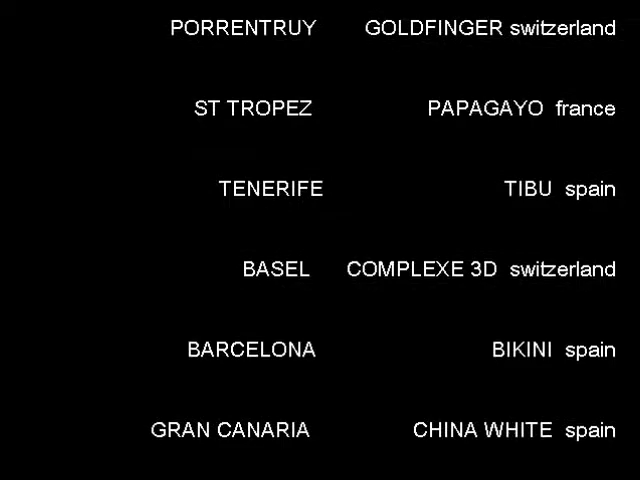 PORRENTRUY GOLDFINGER switzerland
ST TROPEZ PAPAGAYO france
TENERIFE TIBU spain
BASEL COMPLEXE 3D switzerland
BARCELONA BIKINI spain
GRAN CANARIA CHINA WHITE spain